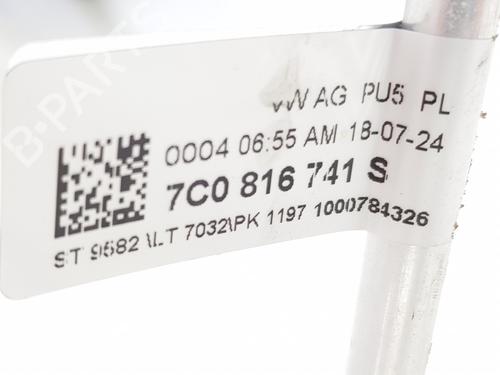 VW AG PU5 PL
0004 06:55 AM 18-07-24
7C0 816 741 S
ST 9582 \LT 7032\PK 1197 1000784326
B-PARTS